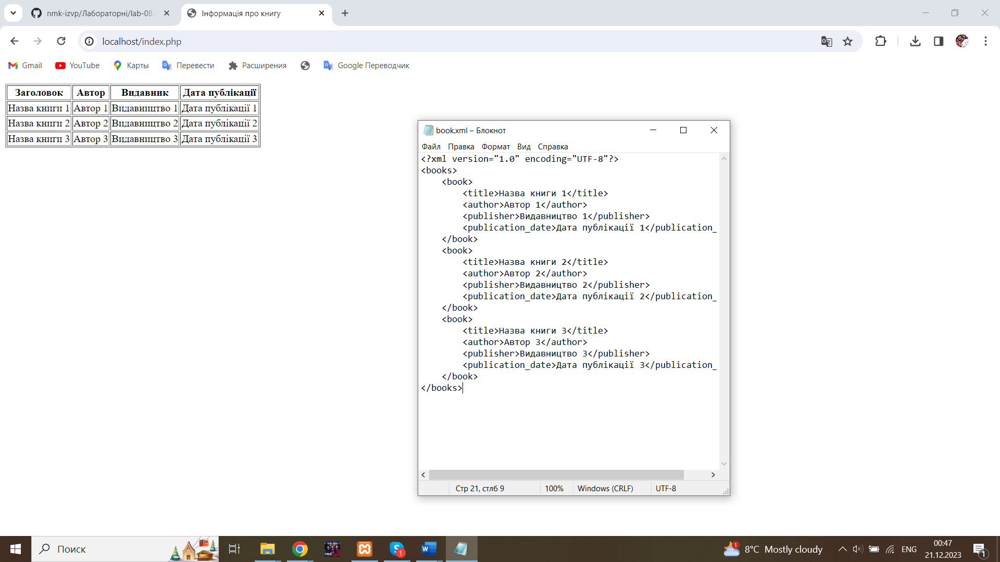 nmk-izvp/Лабораторні/lab-08.
Інформація про книгу
localhost/index.php
Gmail
YouTube
Карты
Перевести
Расширения
Google Переводчик
Заголовок Автор Видавник Дата публікації
Назва книги 1 Автор 1 Видавництво 1 Дата публікації 1
Назва книги 2 Автор 2 Видавництво 2 Дата публікації 2
Назва книги 3 Автор 3 Видавництво 3 Дата публікації 3
book.xml – Блокнот
Файл Правка Формат Вид Справка
<?xml version="1.0" encoding="UTF-8"?>
<books>
<book>
<title>Назва книги 1</title>
<author>Автор 1</author>
<publisher>Видавництво 1</publisher>
<publication_date>Дата публікації 1</publication_
</book>
<book>
<title>Назва книги 2</title>
<author>Автор 2</author>
<publisher>Видавництво 2</publisher>
<publication_date>Дата публікації 2</publication_
</book>
<book>
<title>Назва книги 3</title>
<author>Автор 3</author>
<publisher>Видавництво 3</publisher>
<publication_date>Дата публікації 3</publication_
</book>
</books>
Стр 21, стлб 9
100%
Windows (CRLF)
UTF-8
Поиск
1
1
8°C Mostly cloudy
ENG
00:47
21.12.2023
1